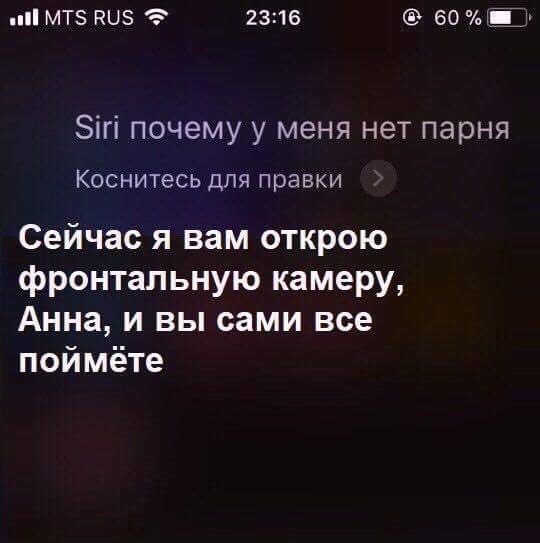 MTS RUS 23:16 60 %
Siri почему у меня нет парня
Коснитесь для правки
Сейчас я вам открою
фронтальную камеру,
Анна, и вы сами все
поймёте